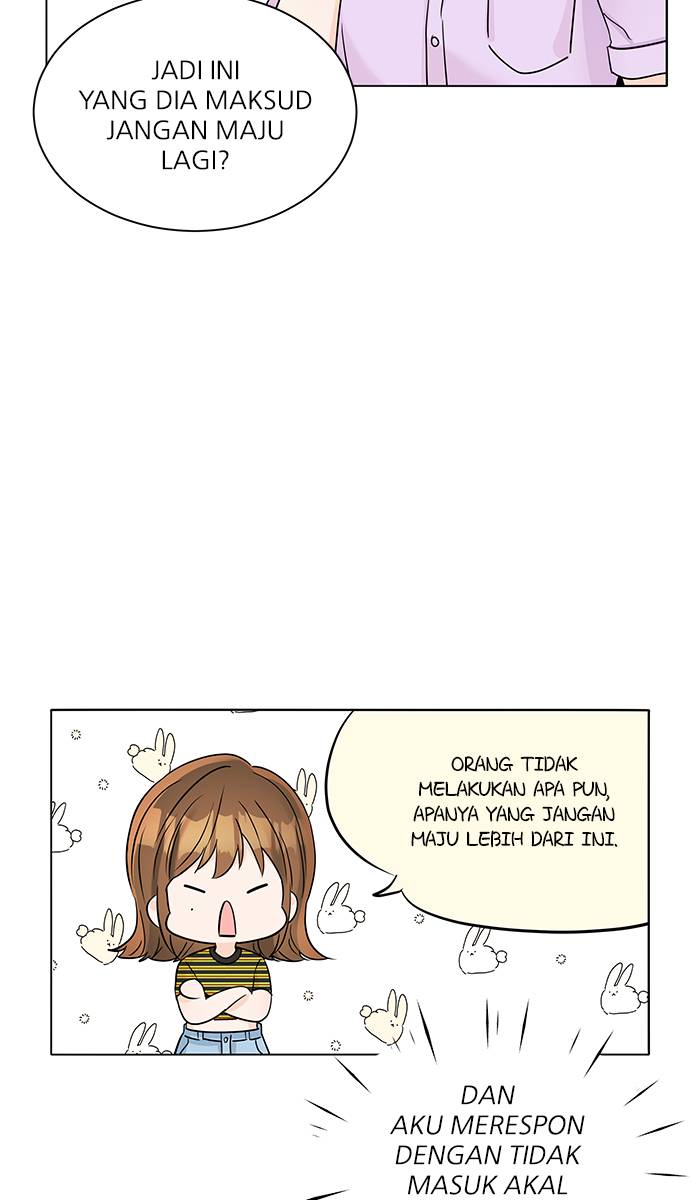 JADI INI
YANG DIA MAKSUD
JANGAN MAJU
LAGI?
ORANG TIDAK
MELAKUKAN APA PUN,
APANYA YANG JANGAN
MAJU LEBIH DARI INI.
DAN
AKU MERESPON
DENGAN TIDAK
MASUK AKAL